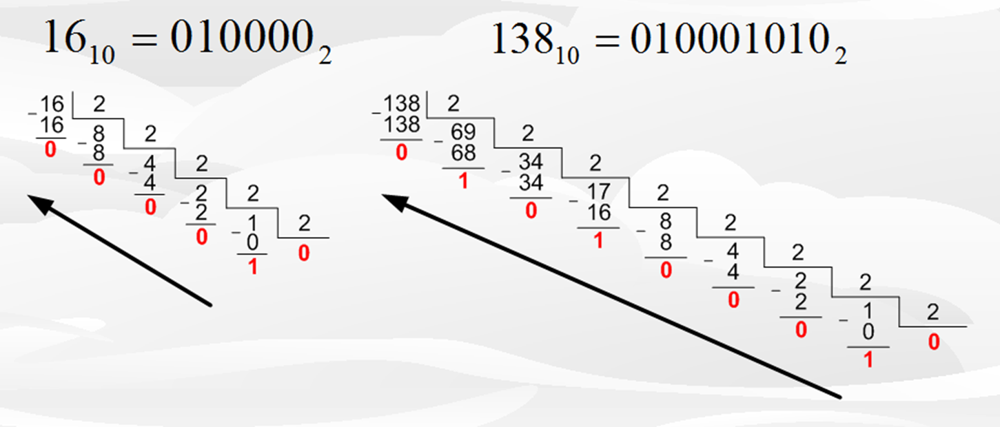 16₁₀ = 010000₂
−16 2
16 −8 2
0 8 −4 2
0 4 −2 2
0 2 −1 2
0 0 0
1
138₁₀ = 010001010₂
−138 2
138 −69 2
0 68 −34 2
1 34 −17 2
0 16 −8 2
1 8 −4 2
0 4 −2 2
0 2 −1 2
0 0 0
1